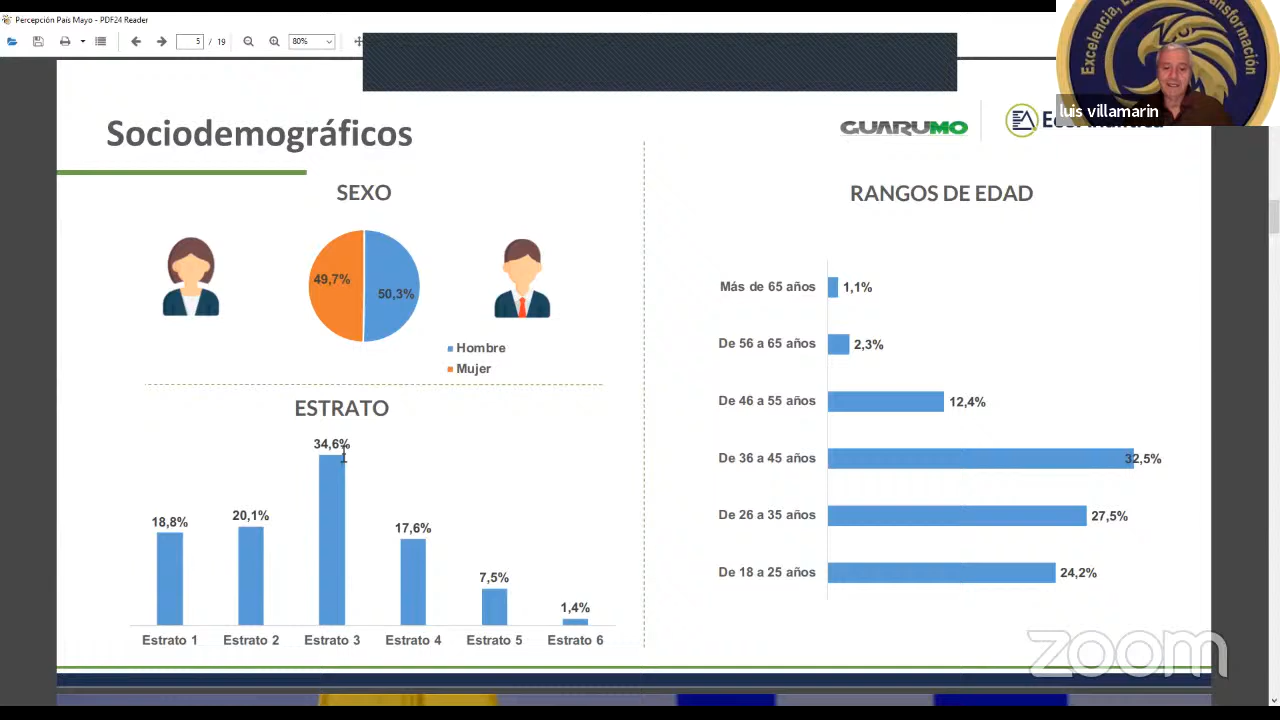 Percepción País Mayo - PDF24 Reader
5 / 19
80%
Sociodemográficos
GUARUMO
luis villamarin
SEXO
49,7%
50,3%
Hombre
Mujer
ESTRATO
18,8%
20,1%
34,6%
17,6%
7,5%
1,4%
Estrato 1
Estrato 2
Estrato 3
Estrato 4
Estrato 5
Estrato 6
RANGOS DE EDAD
Más de 65 años 1,1%
De 56 a 65 años 2,3%
De 46 a 55 años 12,4%
De 36 a 45 años 32,5%
De 26 a 35 años 27,5%
De 18 a 25 años 24,2%
zoom